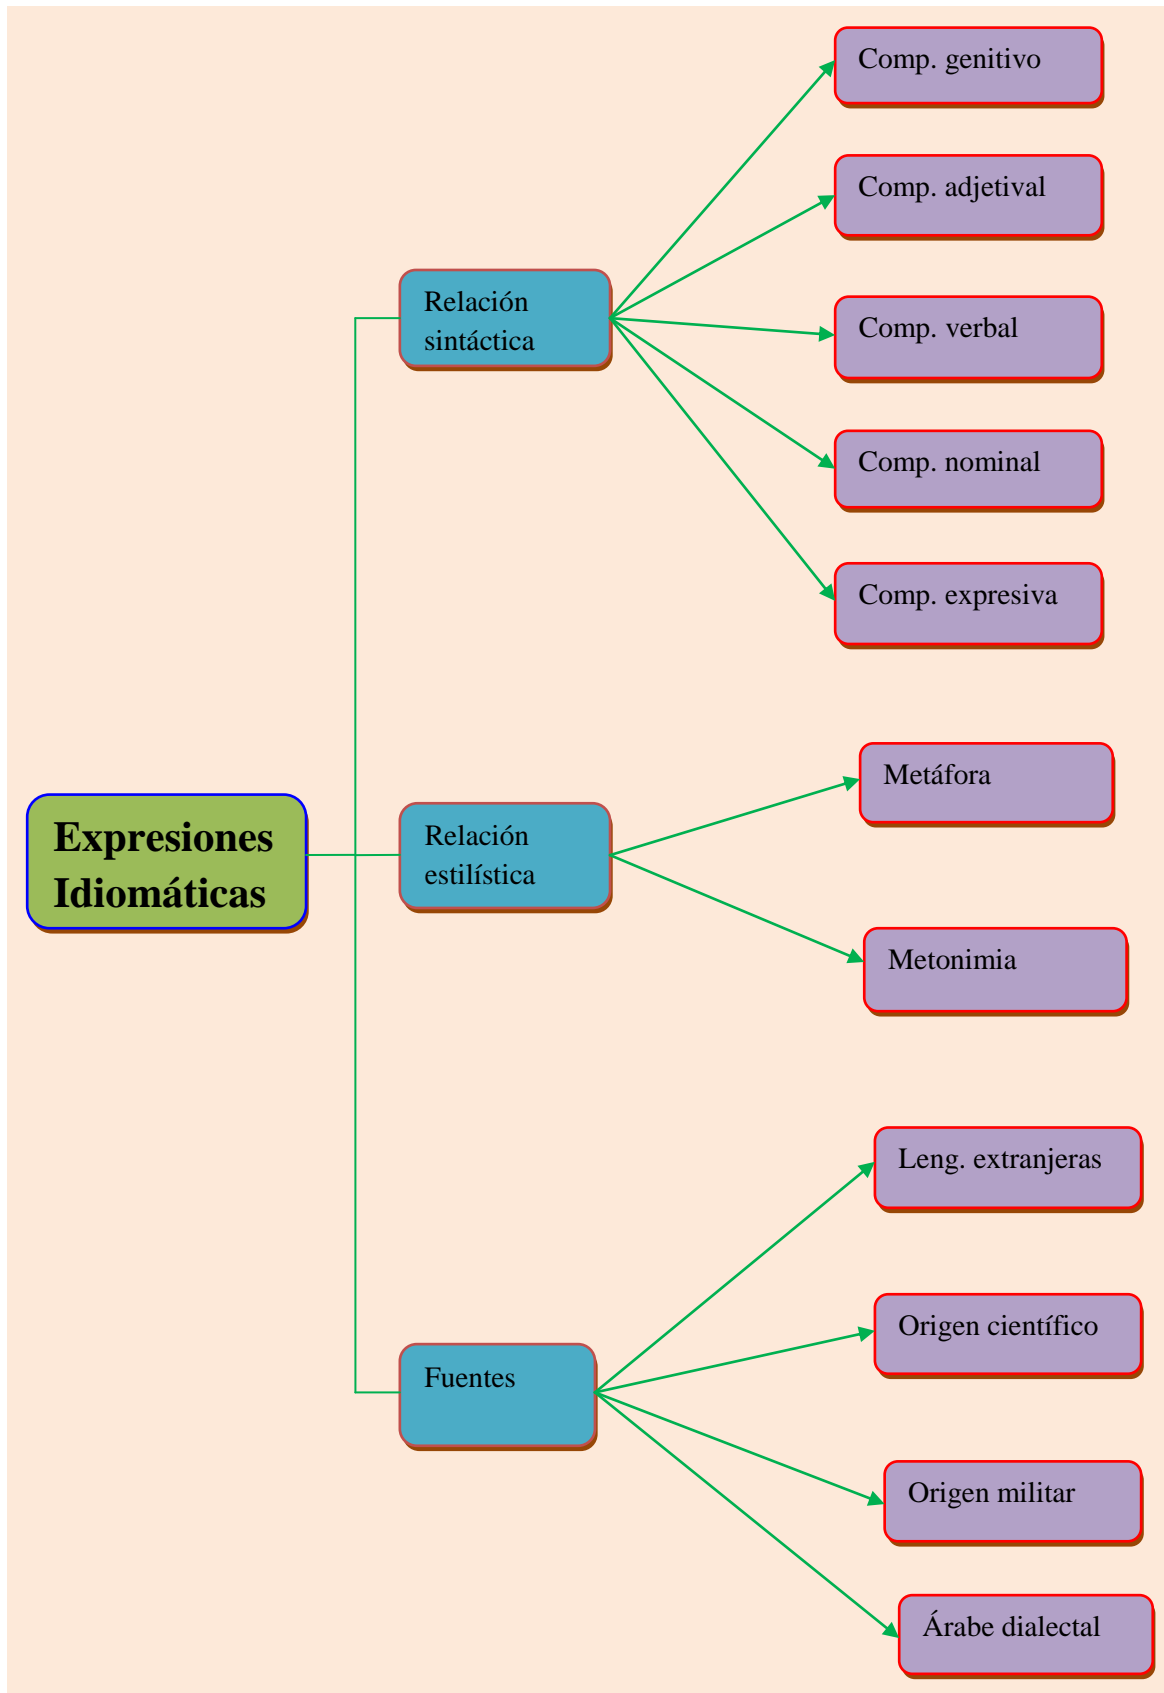 Expresiones
Idiomáticas
Relación
sintáctica
Comp. genitivo
Comp. adjetival
Comp. verbal
Comp. nominal
Comp. expresiva
Relación
estilística
Metáfora
Metonimia
Fuentes
Leng. extranjeras
Origen científico
Origen militar
Árabe dialectal